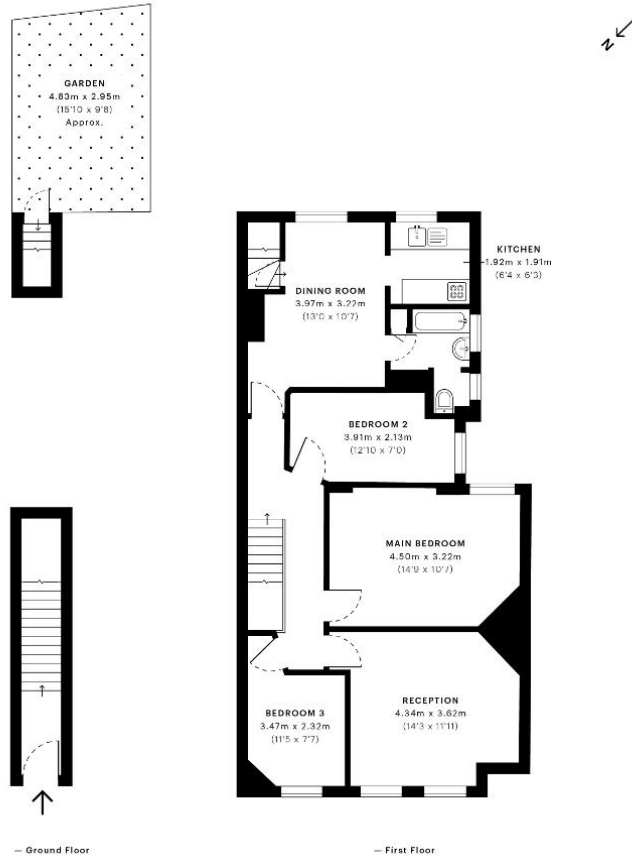 GARDEN
4.83m x 2.95m
(15'10 x 9'8)
Approx.
N
KITCHEN
1.92m x 1.91m
(6'4 x 6'3)
DINING ROOM
3.97m x 3.22m
(13'0 x 10'7)
BEDROOM 2
3.91m x 2.13m
(12'10 x 7'0)
MAIN BEDROOM
4.50m x 3.22m
(14'9 x 10'7)
RECEPTION
4.34m x 3.62m
(14'3 x 11'11)
BEDROOM 3
3.47m x 2.32m
(11'5 x 7'7)
— Ground Floor
— First Floor